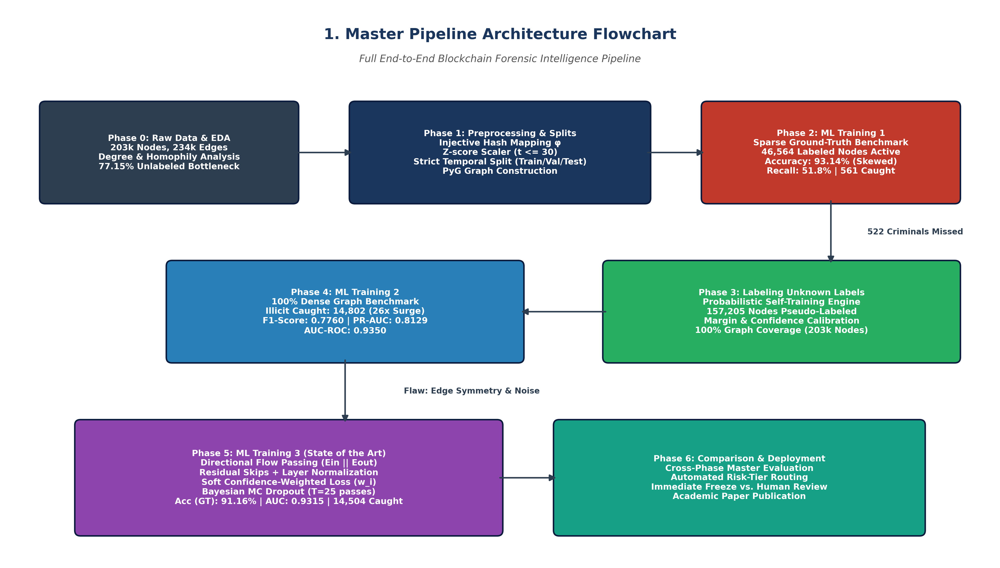 1. Master Pipeline Architecture Flowchart
Full End-to-End Blockchain Forensic Intelligence Pipeline
Phase 0: Raw Data & EDA
203k Nodes, 234k Edges
Degree & Homophily Analysis
77.15% Unlabeled Bottleneck
Phase 1: Preprocessing & Splits
Injective Hash Mapping φ
Z-score Scaler (t <= 30)
Strict Temporal Split (Train/Val/Test)
PyG Graph Construction
Phase 2: ML Training 1
Sparse Ground-Truth Benchmark
46,564 Labeled Nodes Active
Accuracy: 93.14% (Skewed)
Recall: 51.8% | 561 Caught
522 Criminals Missed
Phase 3: Labeling Unknown Labels
Probabilistic Self-Training Engine
157,205 Nodes Pseudo-Labeled
Margin & Confidence Calibration
100% Graph Coverage (203k Nodes)
Phase 4: ML Training 2
100% Dense Graph Benchmark
Illicit Caught: 14,802 (26x Surge)
F1-Score: 0.7760 | PR-AUC: 0.8129
AUC-ROC: 0.9350
Flaw: Edge Symmetry & Noise
Phase 5: ML Training 3 (State of the Art)
Directional Flow Passing (Ein || Eout)
Residual Skips + Layer Normalization
Soft Confidence-Weighted Loss (w_i)
Bayesian MC Dropout (T=25 passes)
Acc (GT): 91.16% | AUC: 0.9315 | 14,504 Caught
Phase 6: Comparison & Deployment
Cross-Phase Master Evaluation
Automated Risk-Tier Routing
Immediate Freeze vs. Human Review
Academic Paper Publication